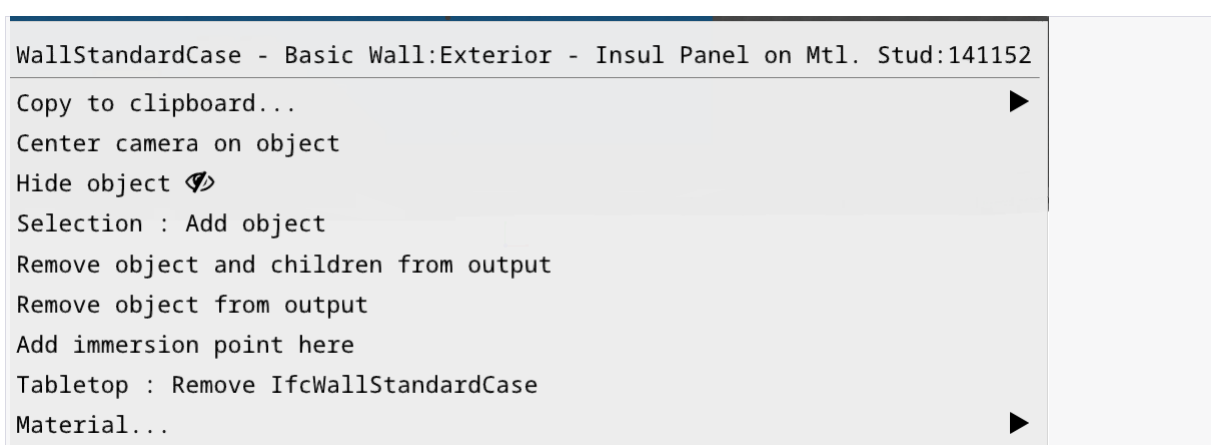 WallStandardCase - Basic Wall:Exterior - Insul Panel on Mtl. Stud:141152
Copy to clipboard...
Center camera on object
Hide object
Selection : Add object
Remove object and children from output
Remove object from output
Add immersion point here
Tabletop : Remove IfcWallStandardCase
Material...